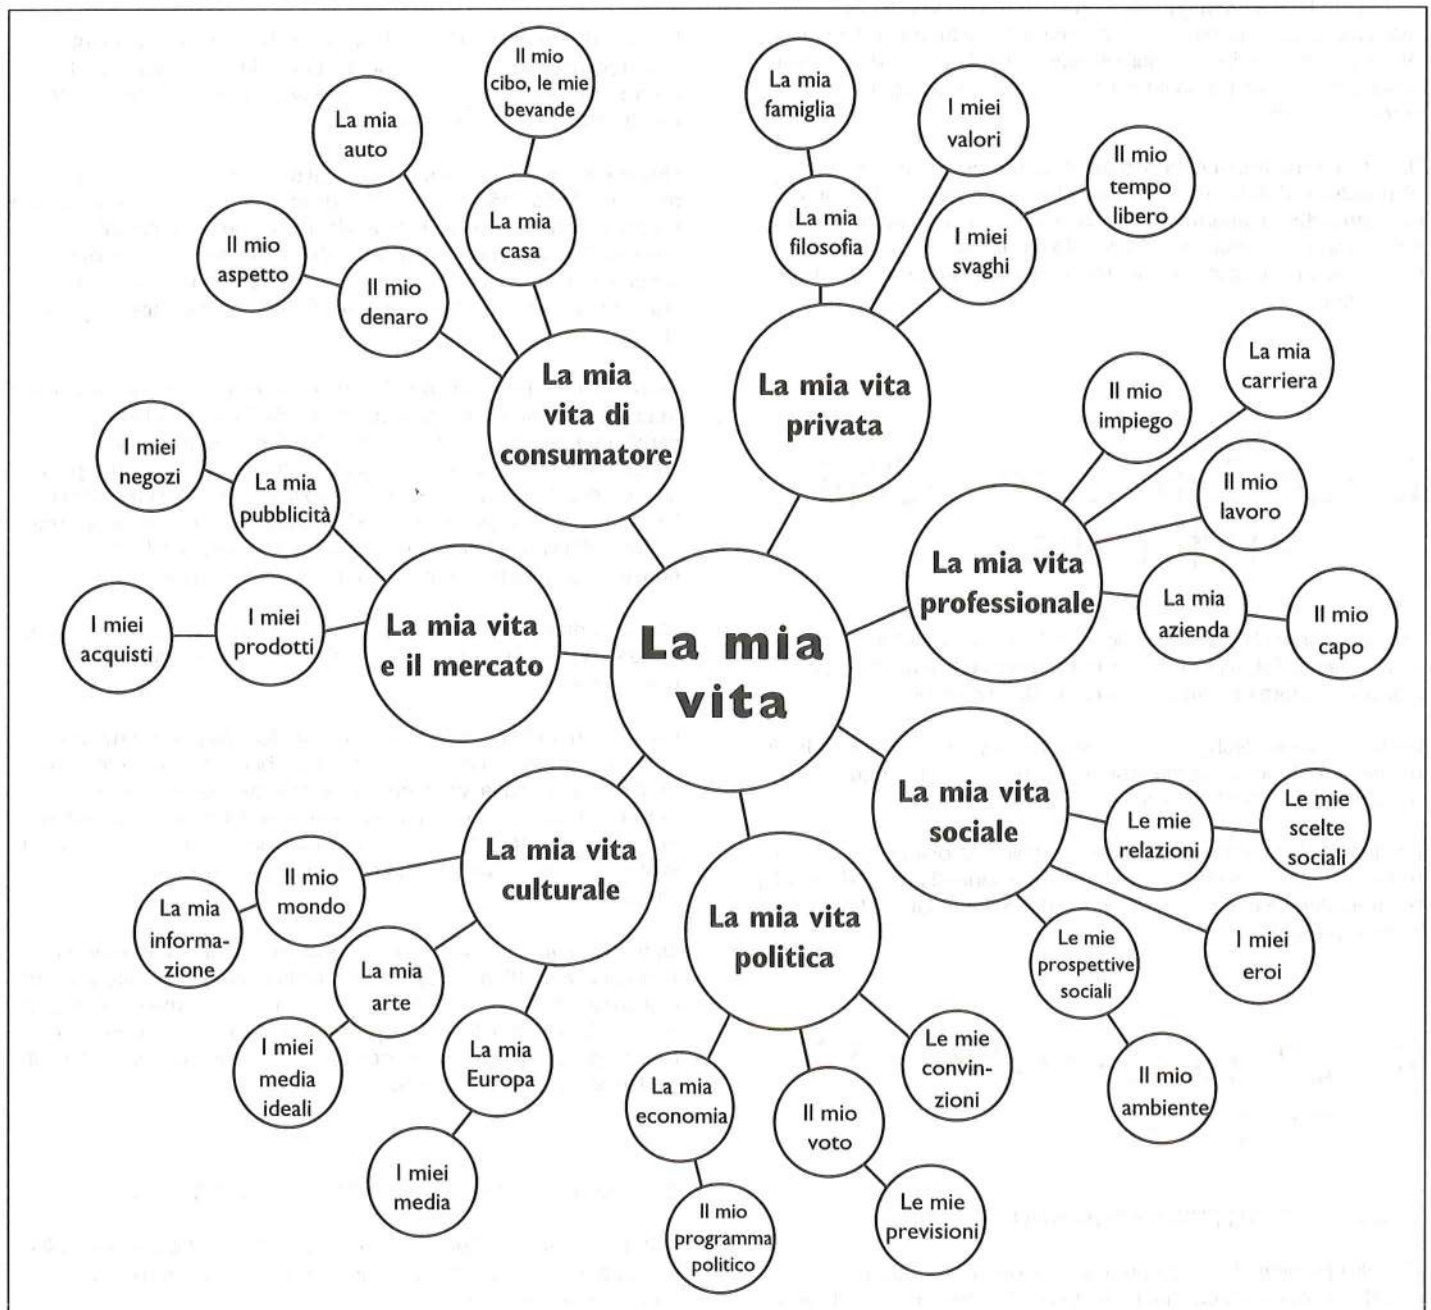 Il mio
cibo, le mie
bevande
La mia
auto
La mia
casa
Il mio
aspetto
Il mio
denaro
La mia
vita di
consumatore
La mia
famiglia
I miei
valori
Il mio
tempo
libero
La mia
filosofia
I miei
svaghi
La mia vita
privata
La mia
carriera
Il mio
impiego
Il mio
lavoro
La mia vita
professionale
La mia
azienda
Il mio
capo
I miei
negozi
La mia
pubblicità
I miei
acquisti
I miei
prodotti
La mia vita
e il mercato
La mia
vita
La mia vita
sociale
Le mie
relazioni
Le mie
scelte
sociali
Le mie
prospettive
sociali
I miei
eroi
Il mio
ambiente
La mia vita
culturale
Il mio
mondo
La mia
informa-
zione
La mia
arte
I miei
media
ideali
La mia
Europa
I miei
media
La mia vita
politica
La mia
economia
Il mio
voto
Le mie
convin-
zioni
Il mio
programma
politico
Le mie
previsioni